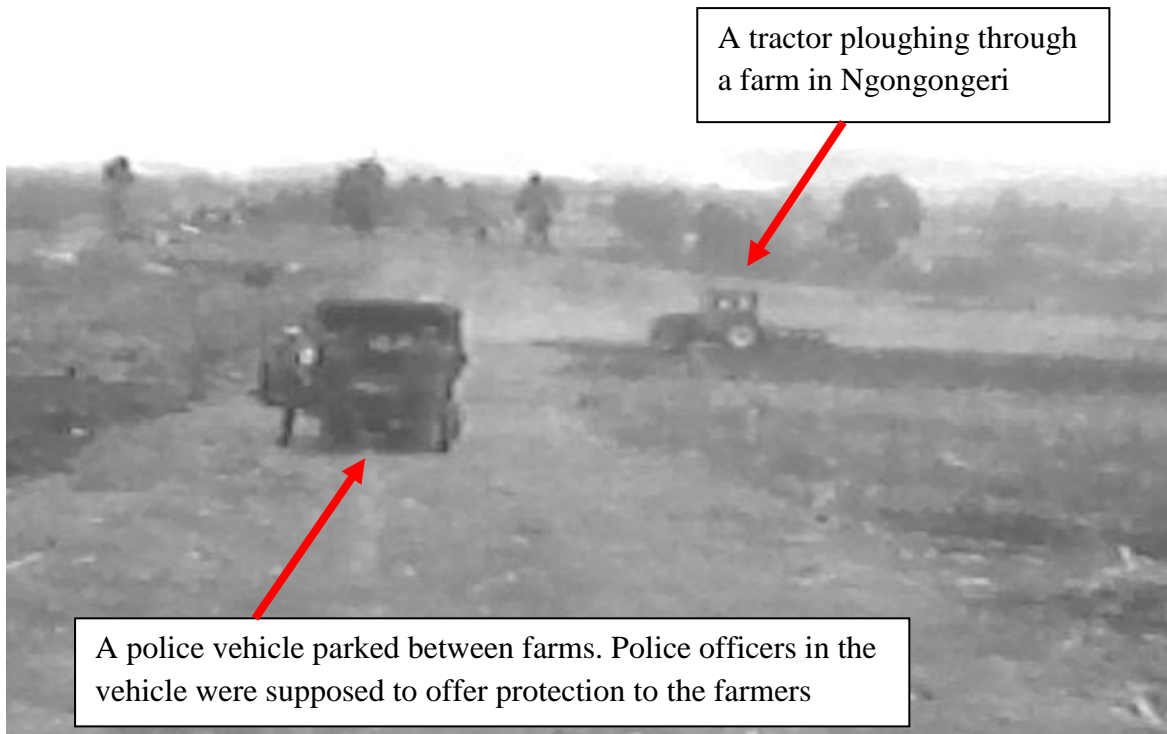 A tractor ploughing through
a farm in Ngongongeri
A police vehicle parked between farms. Police officers in the
vehicle were supposed to offer protection to the farmers